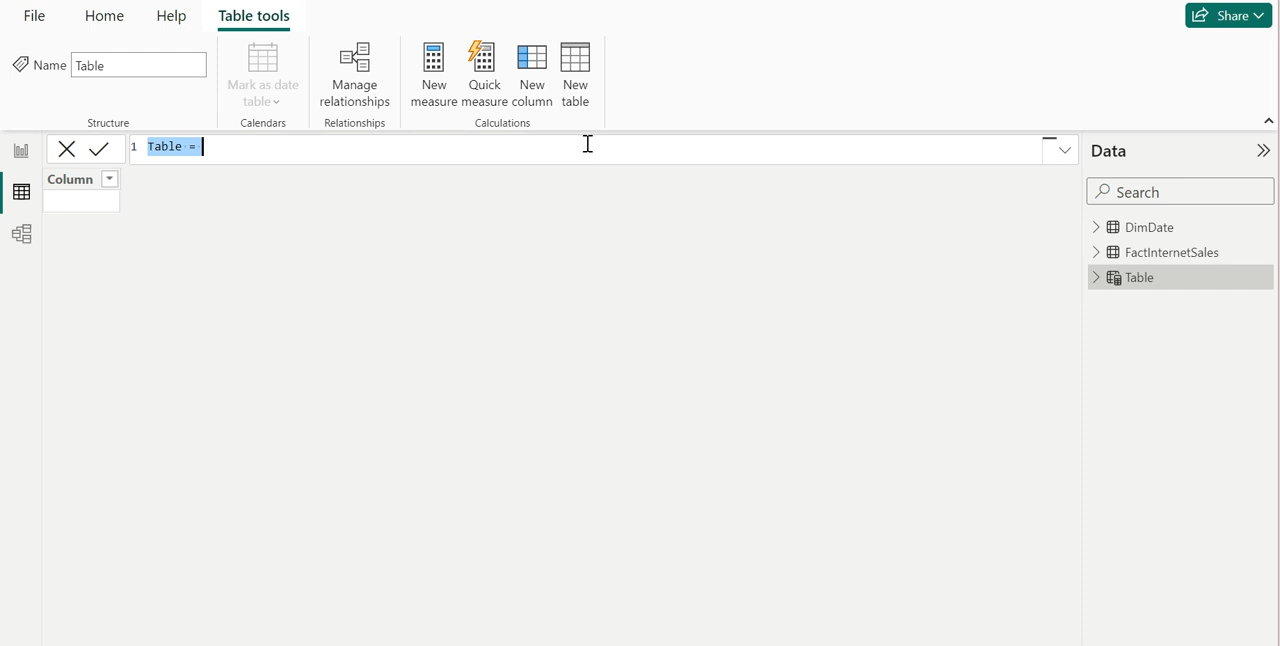 File Home Help Table tools Share
Name Table
Mark as date table
Manage relationships
New measure
Quick measure
New column
New table
Structure Calendars Relationships Calculations
1 Table =
Data
Column
Search
DimDate
FactInternetSales
Table